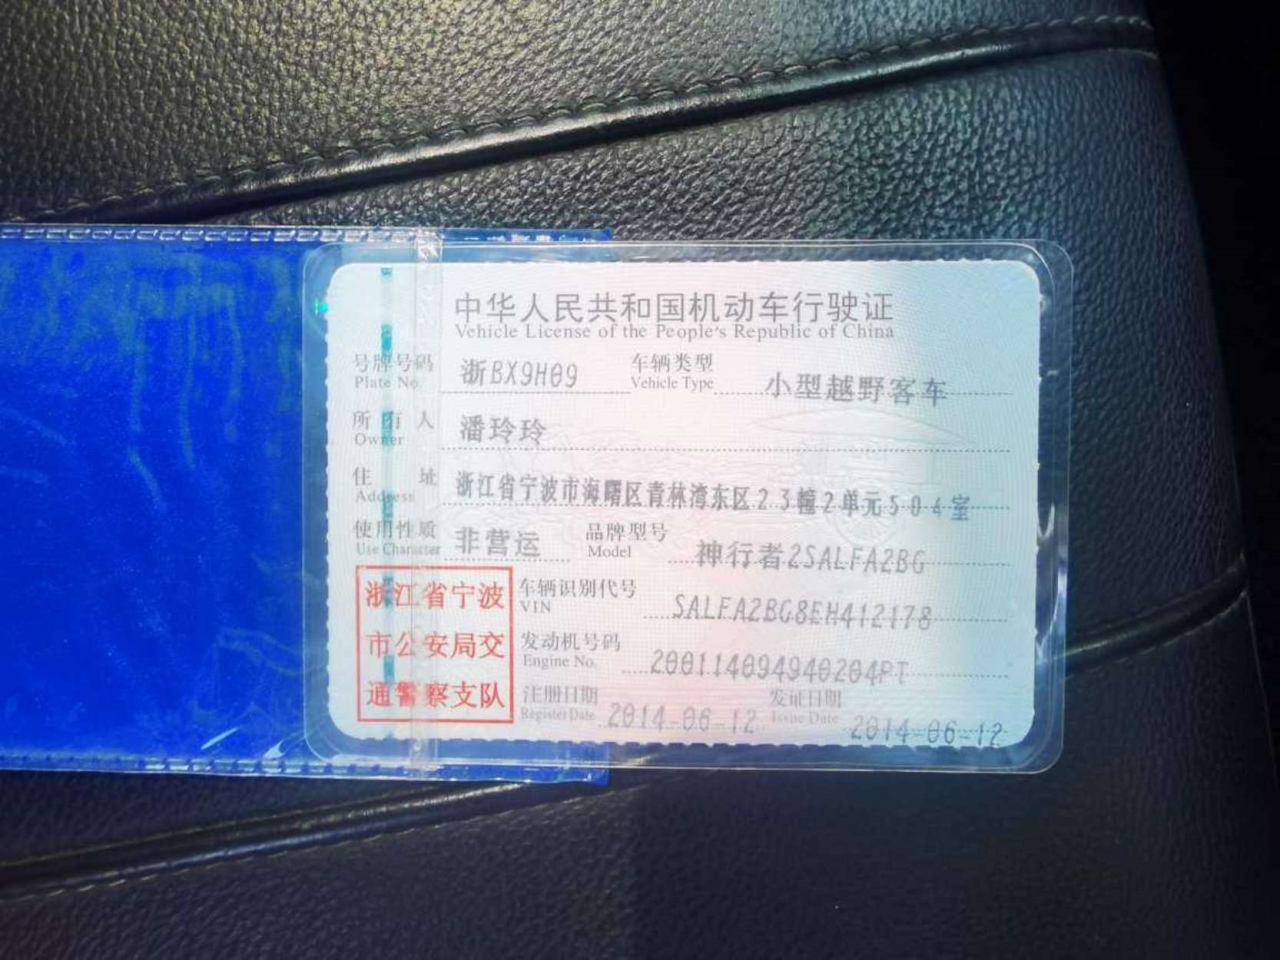 中华人民共和国机动车行驶证
Vehicle License of the People's Republic of China
号牌号码 浙BX9H09 车辆类型 小型越野客车
Plate No. Vehicle Type
所有人 潘玲玲
Owner
住址 浙江省宁波市海曙区青林湾东区23幢2单元504室
Address
使用性质 非营运 品牌型号 神行者2SALFA2BG
Use Character Model
浙江省宁波
市公安局交
通警察支队
车辆识别代号 SALFA2BG8EH412178
VIN
发动机号码 200114094940204PT
Engine No.
注册日期 2014-06-12 发证日期 2014-06-12
Register Date Issue Date